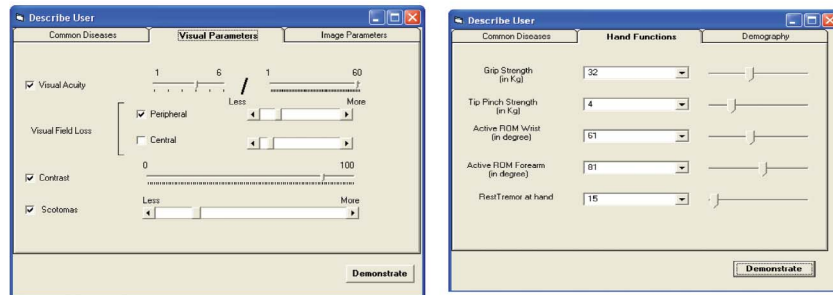 Describe User
Common Diseases Visual Parameters Image Parameters
1 6 1 60
Visual Acuity /
Less More
Peripheral
Visual Field Loss
Central
0 100
Contrast
Less More
Scotomas
Demonstrate
Describe User
Common Diseases Hand Functions Demography
Grip Strength
(in Kg) 32
Tip Pinch Strength
(in Kg) 4
Active ROM Wrist
(in degree) 61
Active ROM Forearm
(in degree) 81
RestTremor at hand 15
Demonstrate